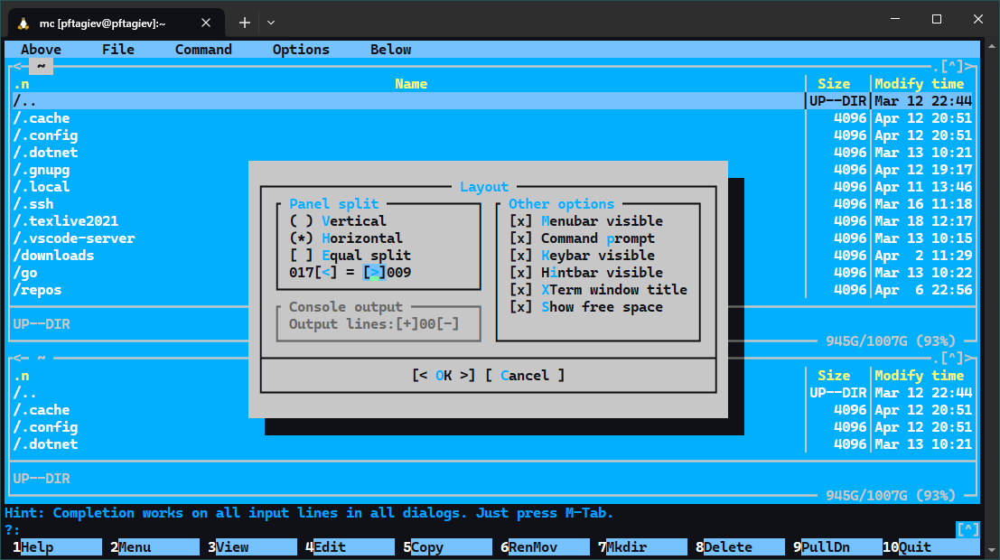 mc [pftagiev@pftagiev]:~
Above File Command Options Below
<─ ~ .[^]>
.n Name Size Modify time
/.. UP--DIR Mar 12 22:44
/.cache 4096 Apr 12 20:51
/.config 4096 Apr 12 20:51
/.dotnet 4096 Mar 13 10:21
/.gnupg 4096 Apr 12 19:17
/.local 4096 Apr 11 13:46
/.ssh 4096 Mar 16 11:18
/.texlive2021 4096 Mar 18 12:17
/.vscode-server 4096 Mar 13 10:15
/downloads 4096 Apr 2 11:29
/go 4096 Mar 13 10:22
/repos 4096 Apr 6 22:56
UP--DIR
945G/1007G (93%)
Layout
Panel split
( ) Vertical
(*) Horizontal
[ ] Equal split
017[<] = [>]009
Console output
Output lines:[+]00[-]
Other options
[x] Menubar visible
[x] Command prompt
[x] Keybar visible
[x] Hintbar visible
[x] XTerm window title
[x] Show free space
[< OK >] [ Cancel ]
<─ ~ .[^]>
.n Size Modify time
/.. UP--DIR Mar 12 22:44
/.cache 4096 Apr 12 20:51
/.config 4096 Apr 12 20:51
/.dotnet 4096 Mar 13 10:21
UP--DIR
945G/1007G (93%)
Hint: Completion works on all input lines in all dialogs. Just press M-Tab.
?: [^]
1Help 2Menu 3View 4Edit 5Copy 6RenMov 7Mkdir 8Delete 9PullDn 10Quit